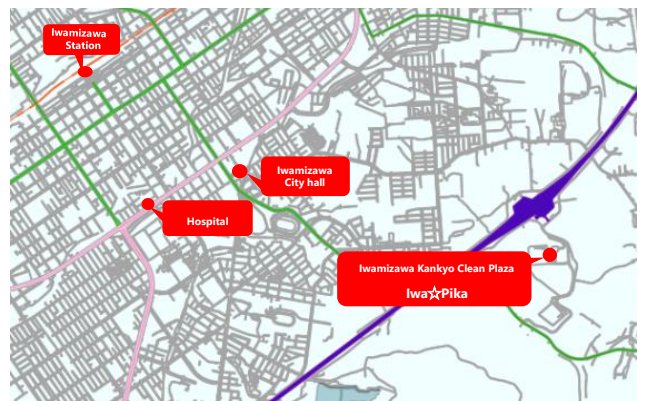 Iwamizawa
Station
Iwamizawa
City hall
Hospital
Iwamizawa Kankyo Clean Plaza
Iwa☆Pika